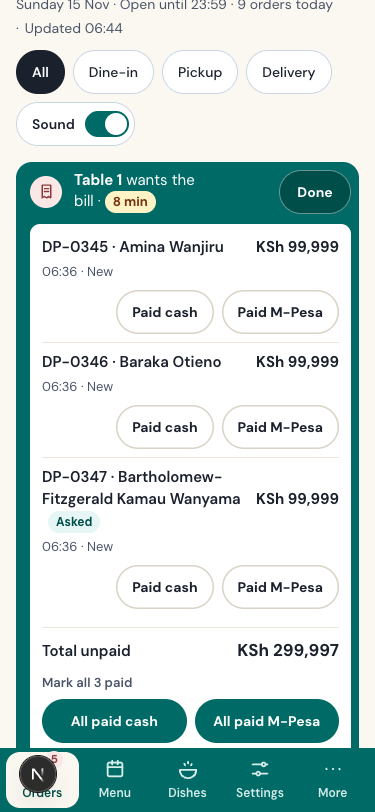 Sunday 15 Nov · Open until 23:59 · 9 orders today
· Updated 06:44
All Dine-in Pickup Delivery
Sound
Table 1 wants the
bill · 8 min
Done
DP-0345 · Amina Wanjiru KSh 99,999
06:36 · New
Paid cash Paid M-Pesa
DP-0346 · Baraka Otieno KSh 99,999
06:36 · New
Paid cash Paid M-Pesa
DP-0347 · Bartholomew-
Fitzgerald Kamau Wanyama KSh 99,999
Asked
06:36 · New
Paid cash Paid M-Pesa
Total unpaid KSh 299,997
Mark all 3 paid
All paid cash All paid M-Pesa
N 5
Orders Menu Dishes Settings More